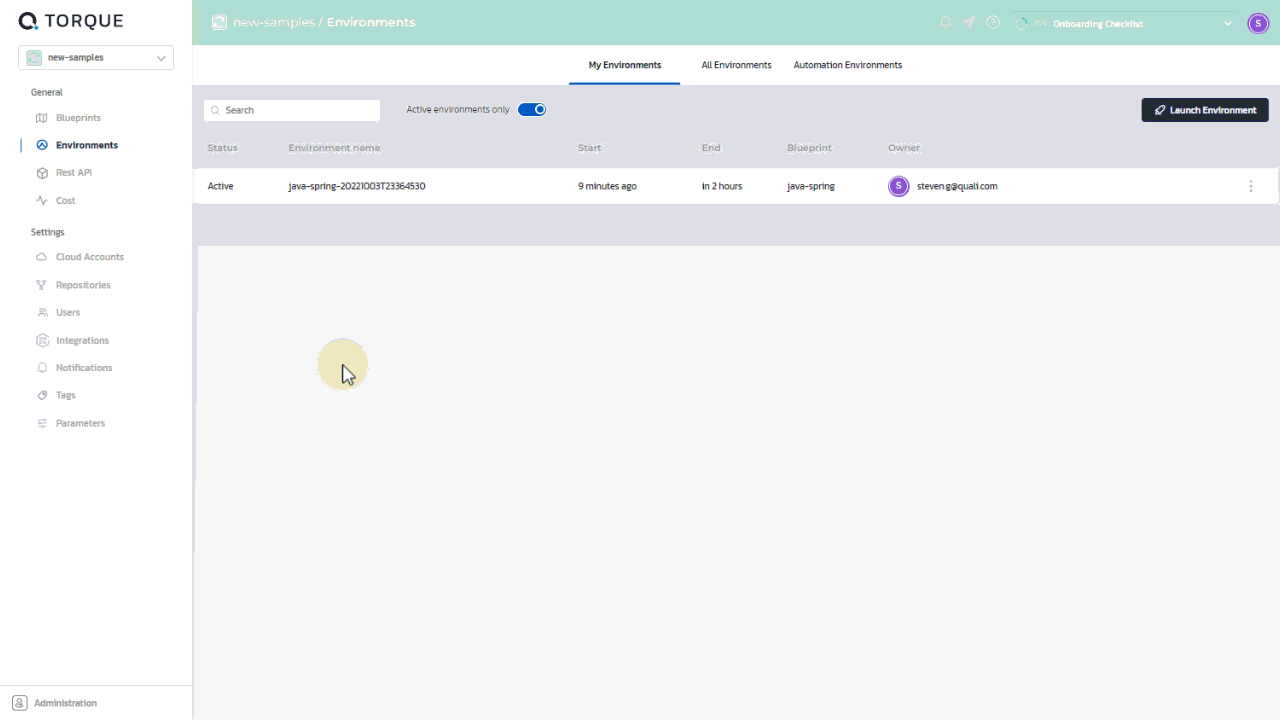 TORQUE
new-samples / Environments
25%
Onboarding Checklist
S
new-samples
General
Blueprints
Environments
Rest API
Cost
Settings
Cloud Accounts
Repositories
Users
Integrations
Notifications
Tags
Parameters
Administration
My Environments
All Environments
Automation Environments
Search
Active environments only
Launch Environment
Status
Environment name
Start
End
Blueprint
Owner
Active
java-spring-20221003T23364530
9 minutes ago
in 2 hours
java-spring
S
steven.g@quali.com